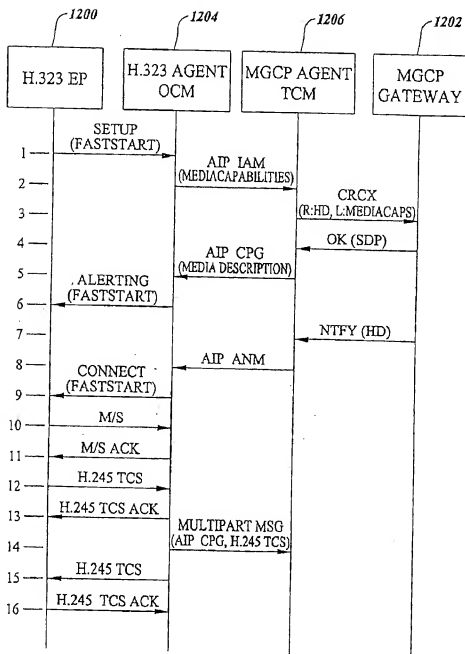 1200
1204
1206
1202
H.323 EP
H.323 AGENT
OCM
MGCP AGENT
TCM
MGCP
GATEWAY
SETUP
(FASTSTART)
1
AIP IAM
(MEDIACAPABILITIES)
2
CRCX
(R:HD, L:MEDIACAPS)
3
OK (SDP)
4
AIP CPG
(MEDIA DESCRIPTION)
5
ALERTING
(FASTSTART)
6
NTFY (HD)
7
AIP ANM
8
CONNECT
(FASTSTART)
9
M/S
10
M/S ACK
11
H.245 TCS
12
H.245 TCS ACK
13
MULTIPART MSG
(AIP CPG, H.245 TCS)
14
H.245 TCS
15
H.245 TCS ACK
16